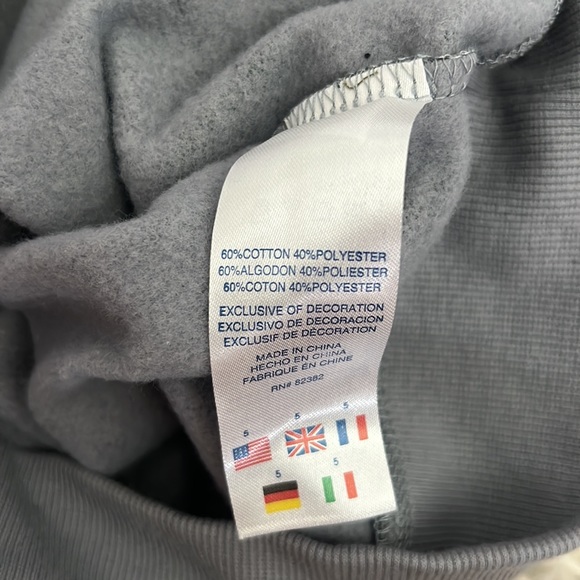 60%COTTON 40%POLYESTER
60%ALGODON 40%POLIESTER
60%COTON 40%POLYESTER
EXCLUSIVE OF DECORATION
EXCLUSIVO DE DECORACION
EXCLUSIF DE DÉCORATION
MADE IN CHINA
HECHO EN CHINA
FABRIQUE EN CHINE
RN# 82382
5 5 5
5 5